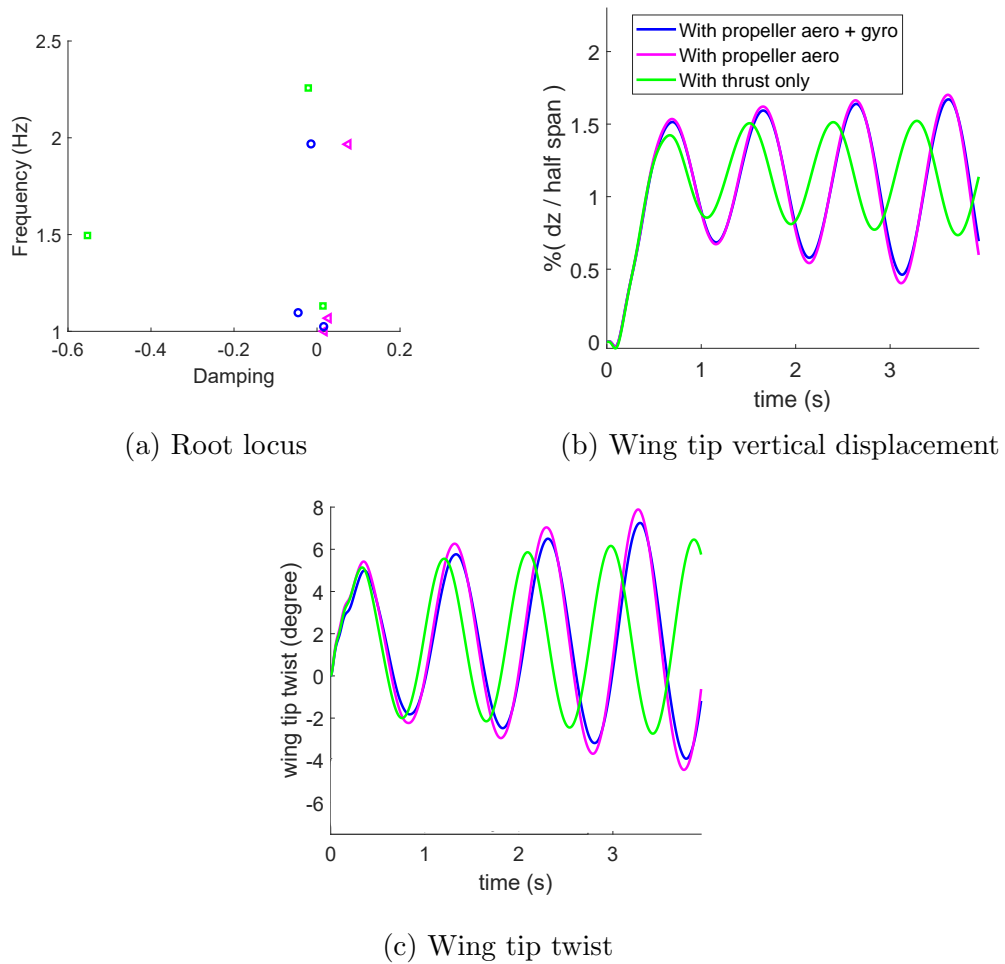 2.5
2
1.5
1
-0.6
-0.4
-0.2
0
0.2
Frequency (Hz)
Damping
(a) Root locus
With propeller aero + gyro
With propeller aero
With thrust only
2
1.5
1
0.5
0
0
1
2
3
%( dz / half span )
time (s)
(b) Wing tip vertical displacement
8
6
4
2
0
-2
-4
-6
0
1
2
3
wing tip twist (degree)
time (s)
(c) Wing tip twist